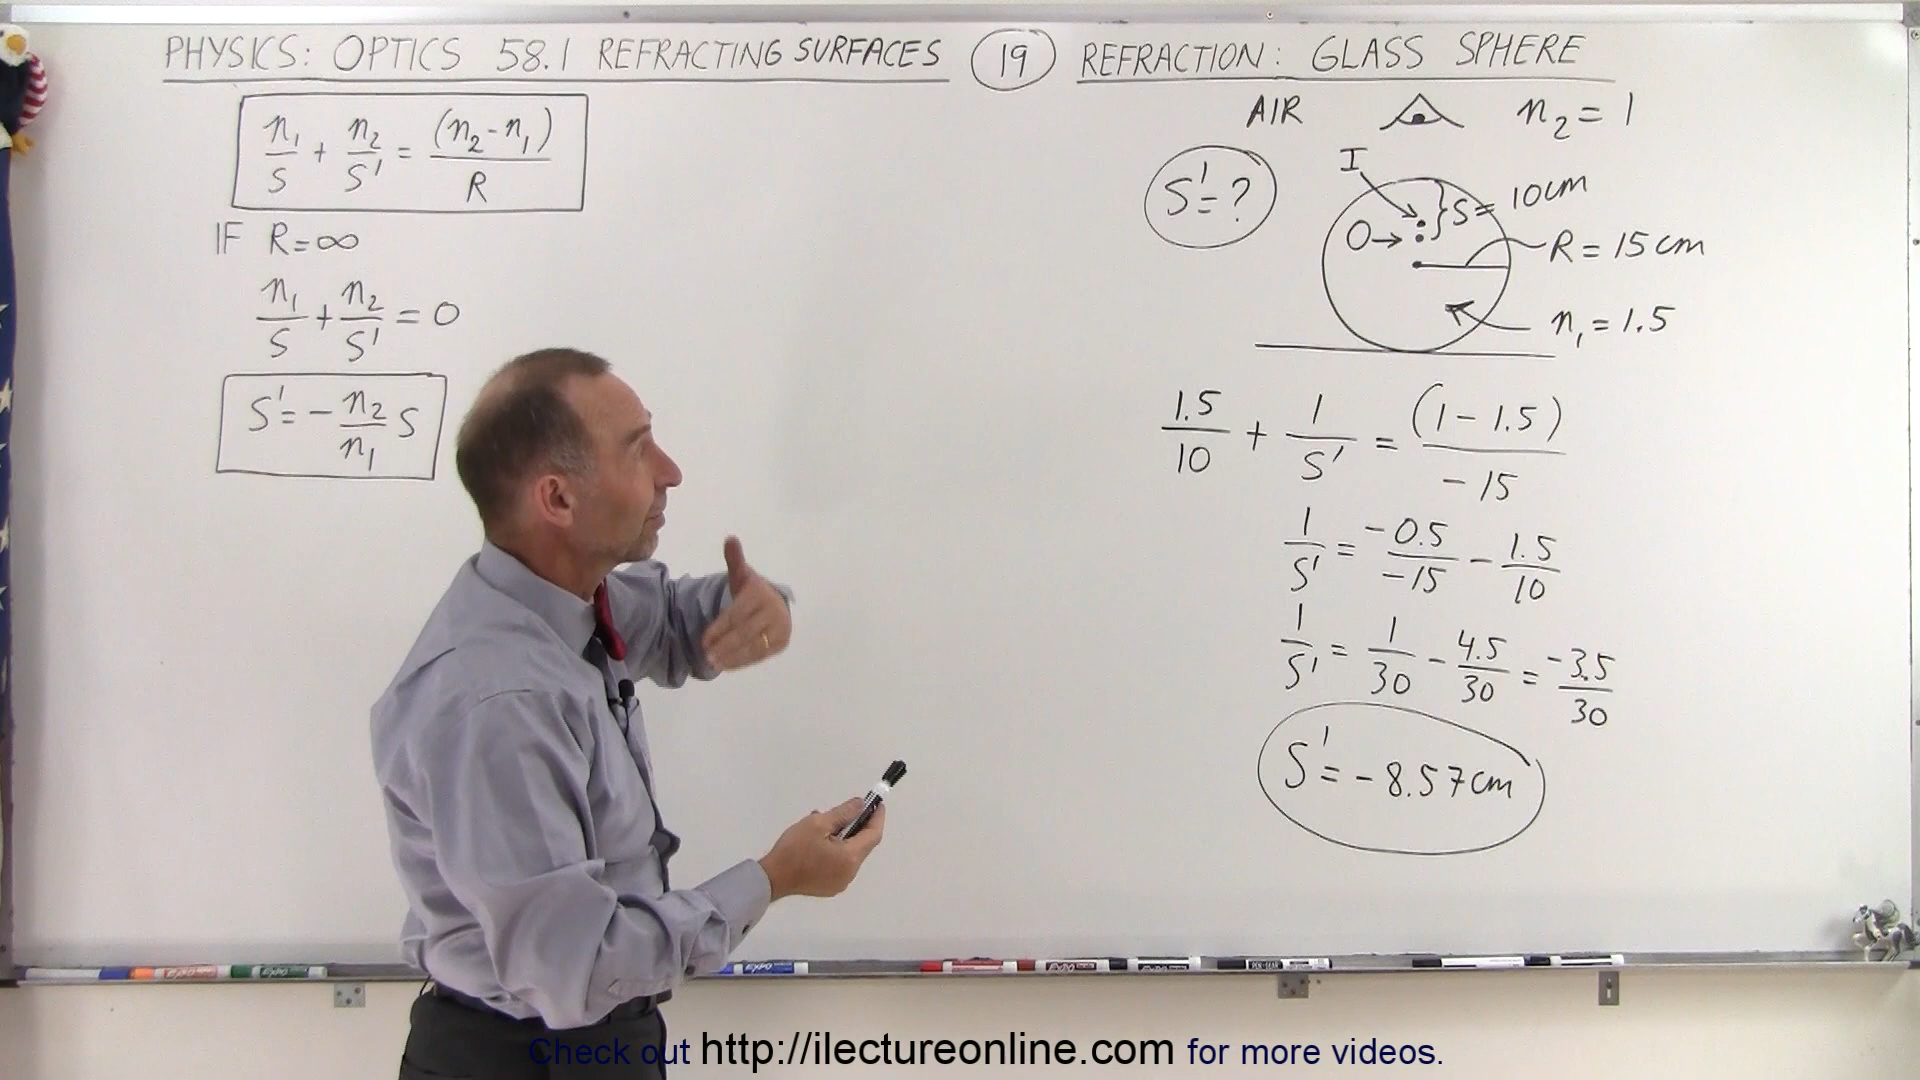 PHYSICS: OPTICS 58.1 REFRACTING SURFACES (19) REFRACTION: GLASS SPHERE
n₁/S + n₂/S' = (n₂-n₁)/R
IF R=∞
n₁/S + n₂/S' = 0
S' = - n₂/n₁ S
AIR n₂ = 1
S' = ?
I
S = 10cm
O
R = 15 cm
n₁ = 1.5
1.5/10 + 1/S' = (1-1.5)/-15
1/S' = -0.5/-15 - 1.5/10
1/S' = 1/30 - 4.5/30 = -3.5/30
S' = -8.57cm
EXPO
Check out http://ilectureonline.com for more videos.